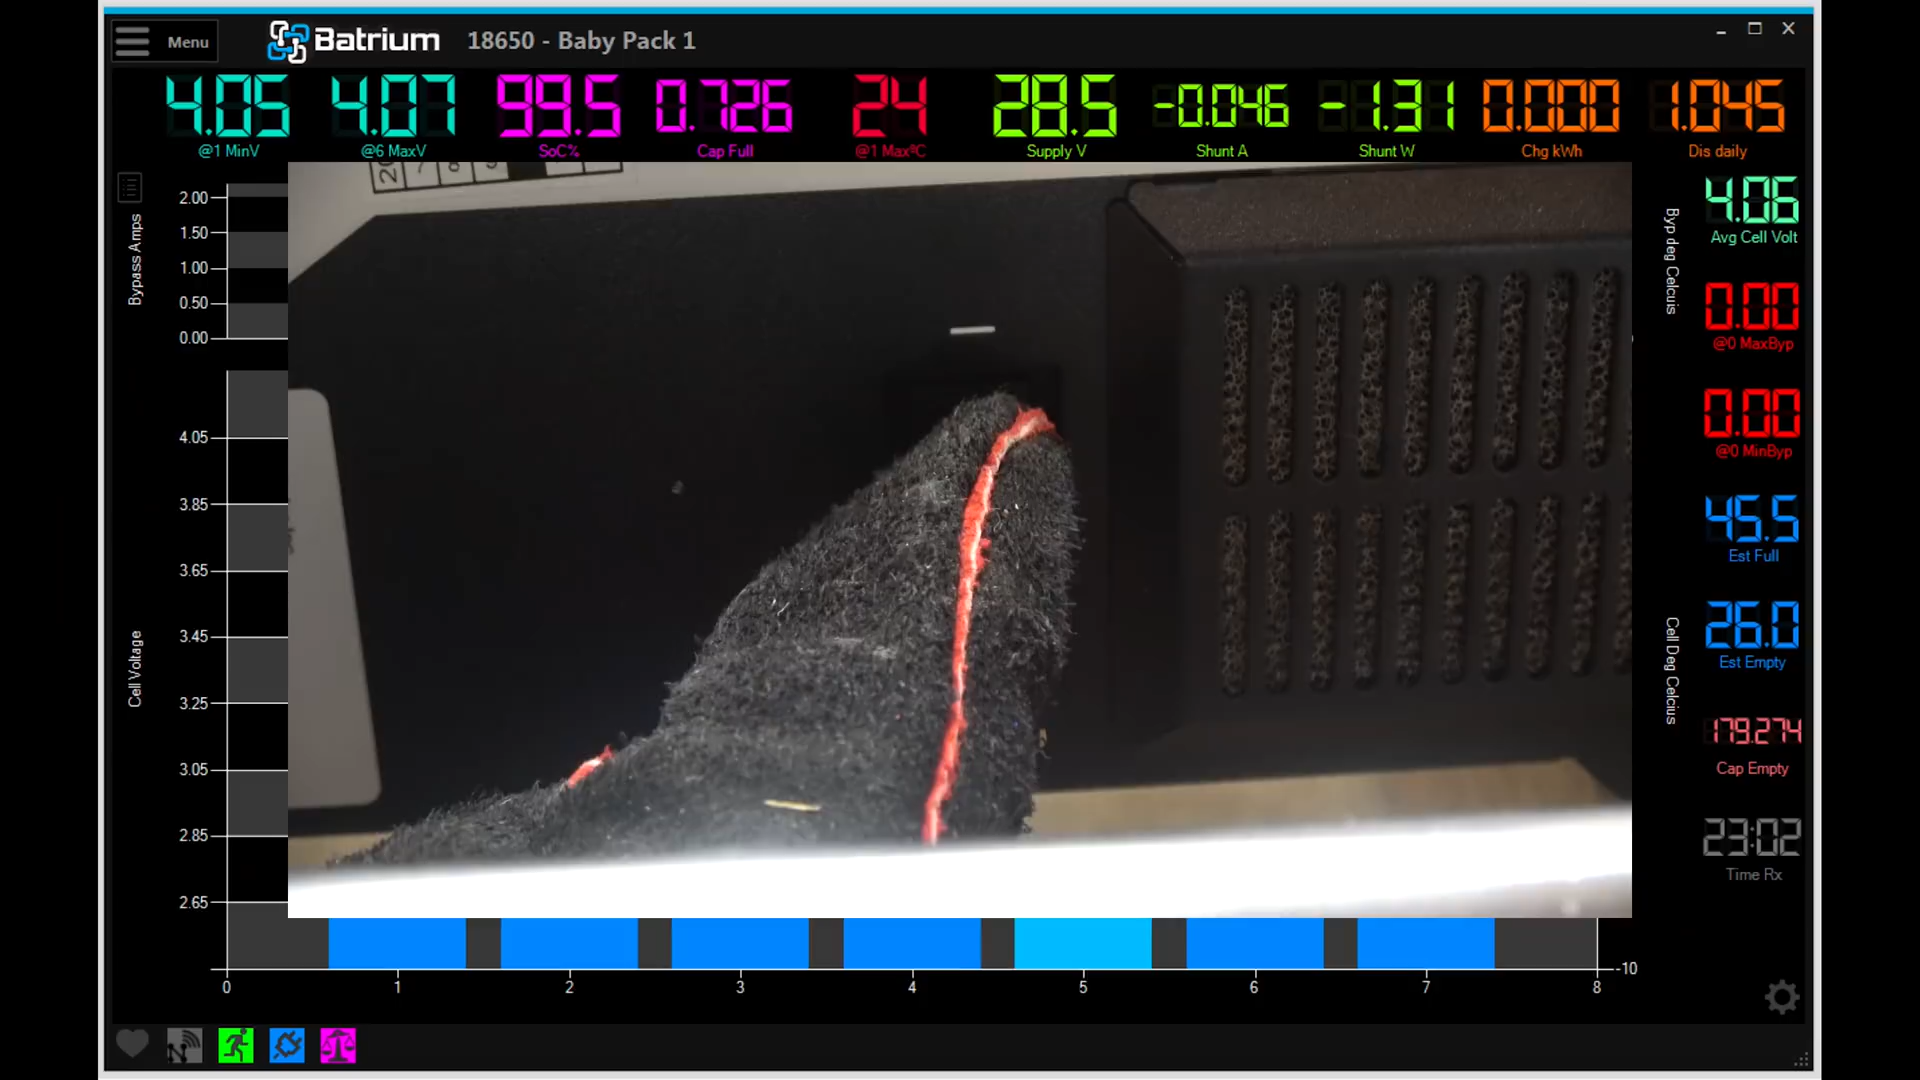 Menu
Batrium
18650 - Baby Pack 1
4.05 4.07 99.5 0.726 24 28.5 -0.046 -1.31 0.000 1.045
@1 MinV @6 MaxV SoC% Cap Full @1 MaxºC Supply V Shunt A Shunt W Chg kWh Dis daily
Bypass Amps
2.00
1.50
1.00
0.50
0.00
Cell Voltage
4.05
3.85
3.65
3.45
3.25
3.05
2.85
2.65
0 1 2 3 4 5 6 7 8
-10
Byp deg Celcuis
Cell Deg Celcius
4.06
Avg Cell Volt
0.00
@0 MaxByp
0.00
@0 MinByp
45.5
Est Full
26.0
Est Empty
179.274
Cap Empty
23:02
Time Rx
N